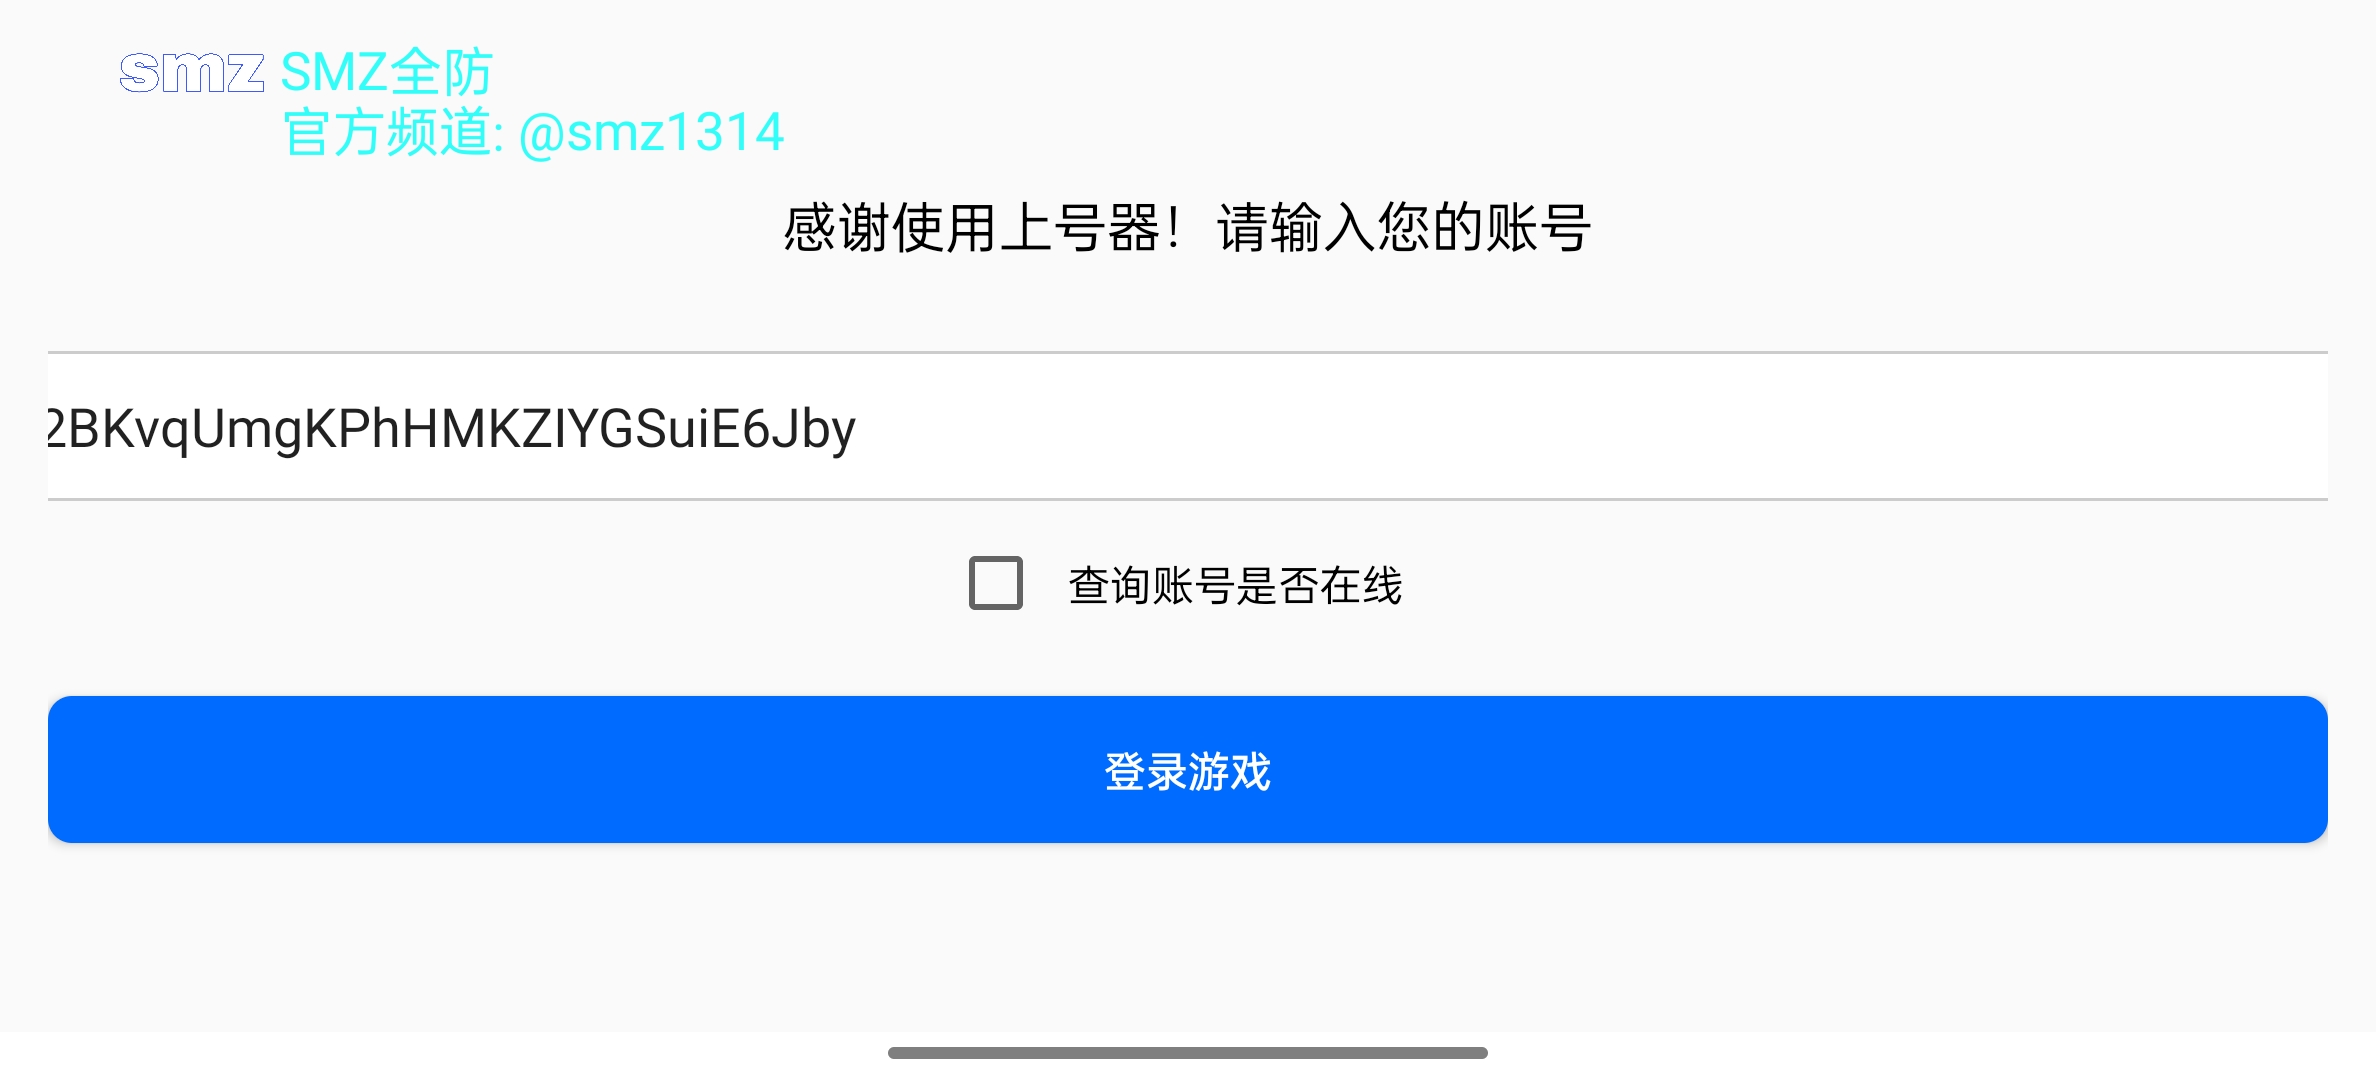 smz SMZ全防
官方频道: @smz1314
感谢使用上号器！请输入您的账号
2BKvqUmgKPhHMKZIYGSuiE6Jby
查询账号是否在线
登录游戏